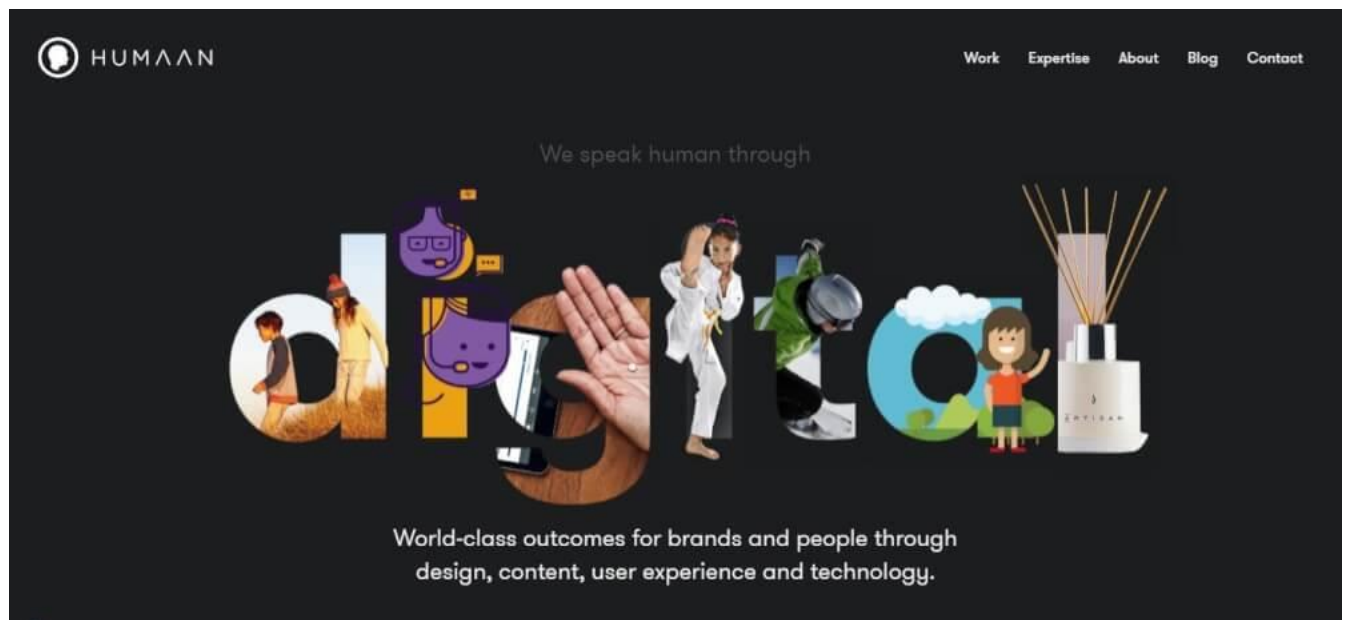 HUMAAN
Work Expertise About Blog Contact
We speak human through
digital
World-class outcomes for brands and people through
design, content, user experience and technology.